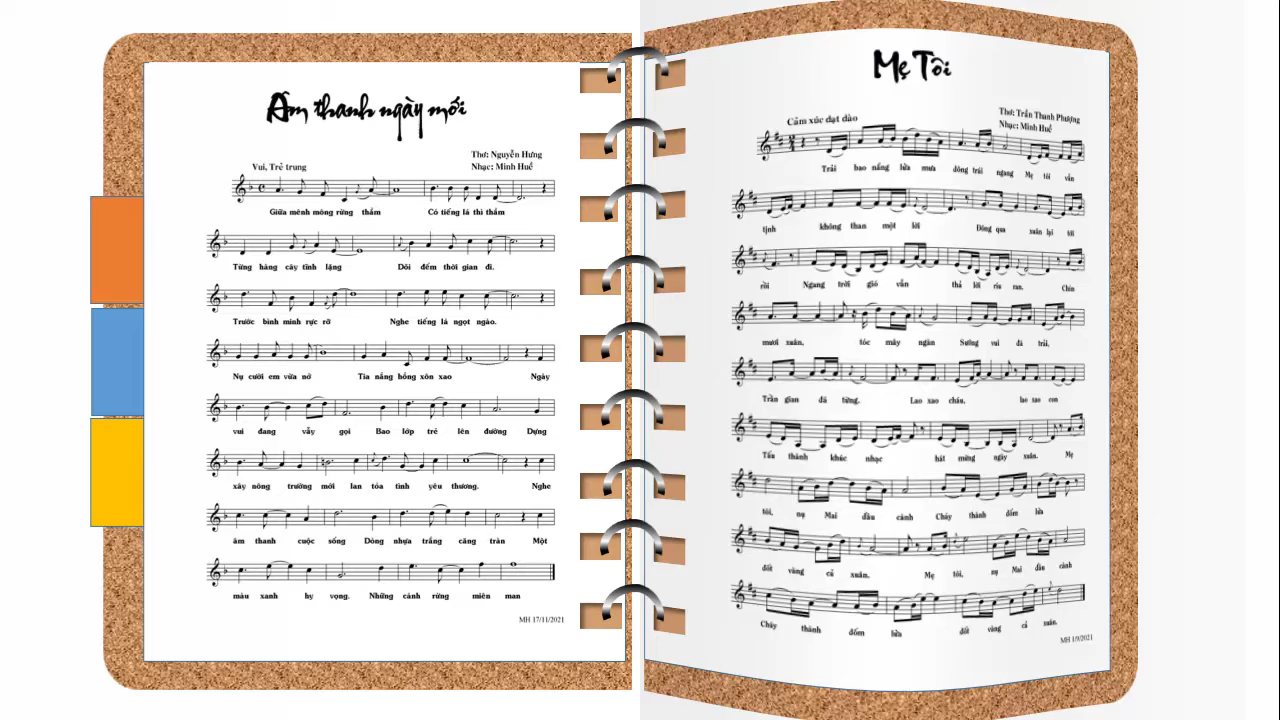 Âm thanh ngày mới
Thơ: Nguyễn Hưng
Vui, Trẻ trung
Nhạc: Minh Huế
Giữa mênh mông rừng thẳm Có tiếng lá thì thầm
Từng hàng cây tĩnh lặng Dõi đếm thời gian đi.
Trước bình minh rực rỡ Nghe tiếng lá ngọt ngào.
Nụ cười em vừa nở Tia nắng hồng xôn xao Ngày
vui đang vẫy gọi Bao lớp trẻ lên đường Dựng
xây nông trường mới lan tỏa tình yêu thương. Nghe
âm thanh cuộc sống Dòng nhựa trắng căng tràn Một
màu xanh hy vọng. Những cánh rừng miên man
MH 17/11/2021
Mẹ Tôi
Cảm xúc dạt dào
Thơ: Trần Thanh Phượng
Nhạc: Minh Huế
Trải bao nắng lửa mưa dông trải ngang Mẹ tôi vẫn
tịnh không than một lời Đông qua xuân lại tới
rồi Ngang trời gió vẫn thả lời ríu ran. Chín
mươi xuân, tóc mây ngàn Sướng vui đã trải,
Trần gian đã từng. Lao xao cháu, lao xao con
Tấu thành khúc nhạc hát mừng ngày xuân. Mẹ
tôi, nụ Mai đầu cành Cháy thành đốm lửa
đốt vàng cả xuân. Mẹ tôi, nụ Mai đầu cành
Cháy thành đốm lửa đốt vàng cả xuân.
MH 1/9/2021